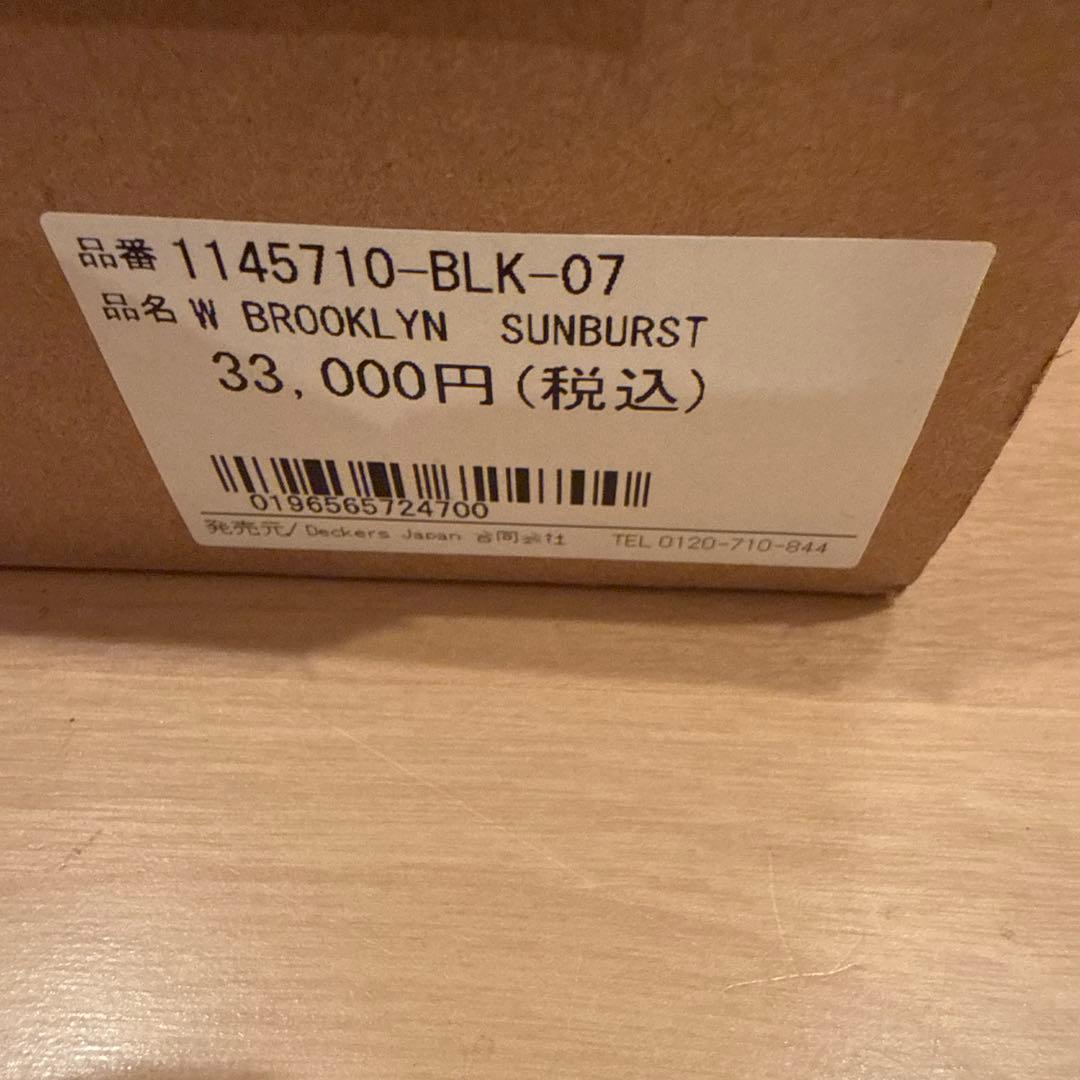 品番 1145710-BLK-07
品名 W BROOKLYN SUNBURST
33,000円(税込)
0196565724700
発売元/ Deckers Japan 合同会社 TEL 0120-710-844